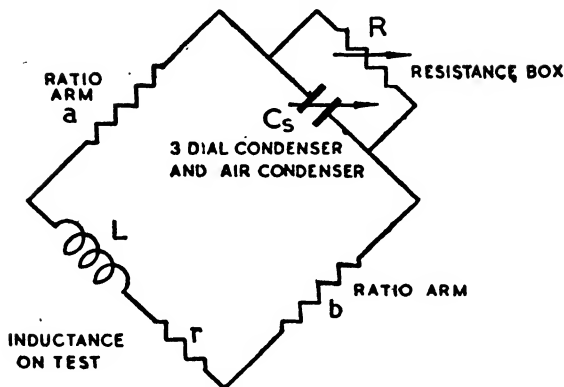 R
RATIO
ARM
a
RESISTANCE BOX
Cs
3 DIAL CONDENSER
AND AIR CONDENSER
L
RATIO ARM
b
r
INDUCTANCE
ON TEST